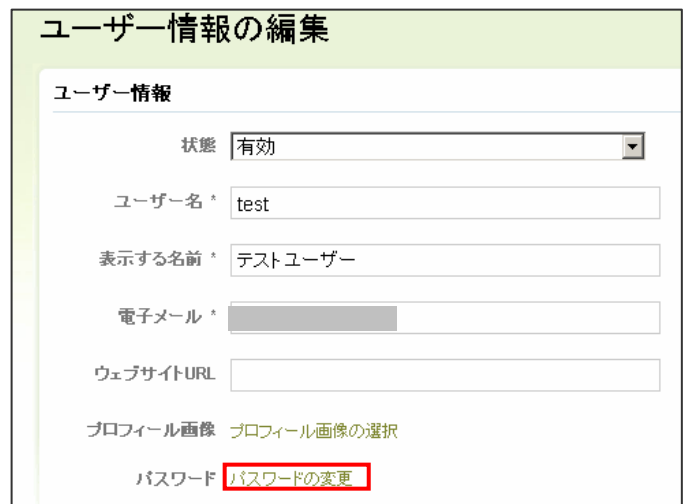 ユーザー情報の編集
ユーザー情報
状態 有効
ユーザー名 * test
表示する名前 * テストユーザー
電子メール *
ウェブサイトURL
プロフィール画像 プロフィール画像の選択
パスワード パスワードの変更